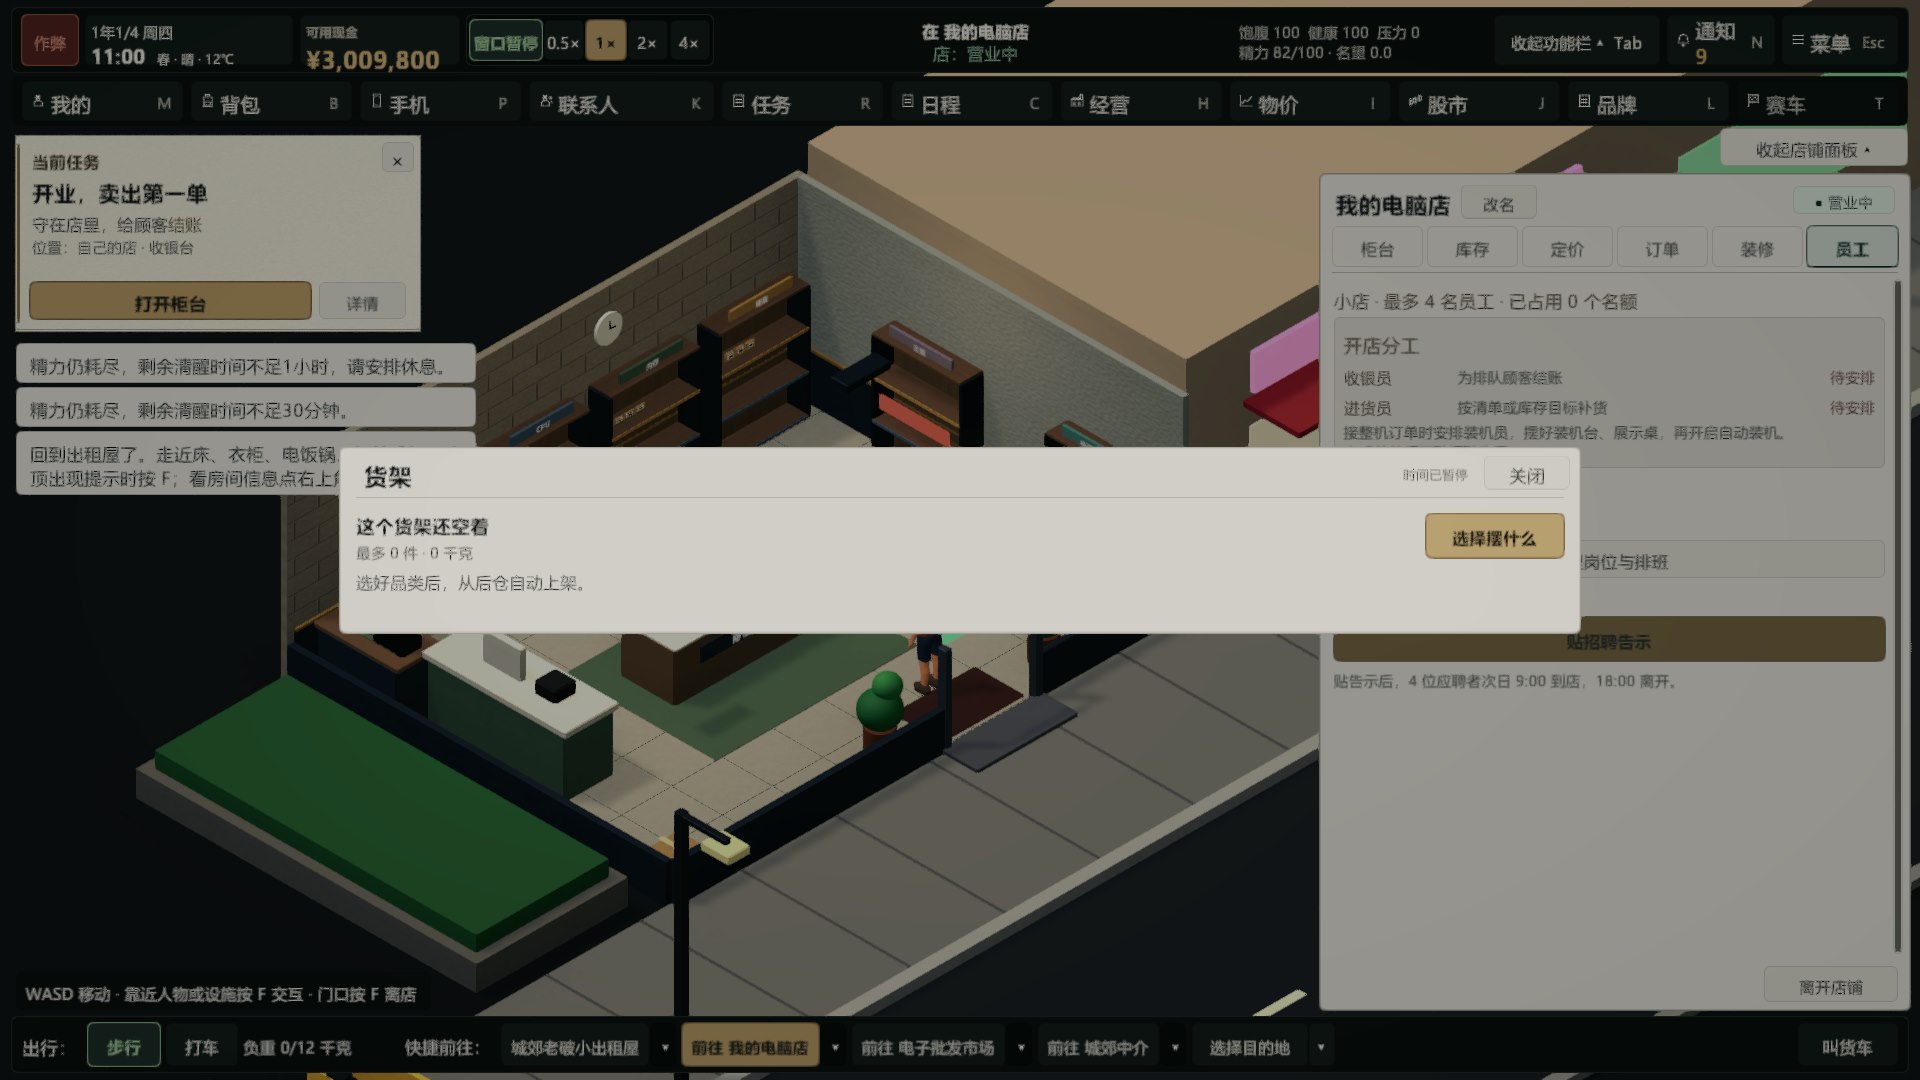 作弊
1年1/4 周四
11:00 春 · 晴 · 12℃
可用现金
¥3,009,800
窗口暂停 0.5× 1× 2× 4×
在 我的电脑店
店：营业中
饱腹 100 健康 100 压力 0
精力 82/100 · 名望 0.0
收起功能栏 Tab
通知 9 N
菜单 Esc
我的 M
背包 B
手机 P
联系人 K
任务 R
日程 C
经营 H
物价 I
股市 J
品牌 L
赛车 T
当前任务
×
开业，卖出第一单
守在店里，给顾客结账
位置：自己的店 · 收银台
打开柜台
详情
精力仍耗尽，剩余清醒时间不足1小时，请安排休息。
精力仍耗尽，剩余清醒时间不足30分钟。
回到出租屋了。走近床、衣柜、电饭锅
顶出现提示时按 F；看房间信息点右上
收起店铺面板
我的电脑店
改名
营业中
柜台 库存 定价 订单 装修 员工
小店 · 最多 4 名员工 · 已占用 0 个名额
开店分工
收银员 为排队顾客结账 待安排
进货员 按清单或库存目标补货 待安排
接整机订单时安排装机员，摆好装机台、展示桌，再开启自动装机。
货架
时间已暂停
关闭
这个货架还空着
最多 0 件 · 0 千克
选好品类后，从后仓自动上架。
选择摆什么
岗位与排班
贴招聘告示
贴告示后，4 位应聘者次日 9:00 到店，18:00 离开。
CPU
离开店铺
WASD 移动 · 靠近人物或设施按 F 交互 · 门口按 F 离店
出行： 步行 打车 负重 0/12 千克 快捷前往： 城郊老破小出租屋 前往 我的电脑店 前往 电子批发市场 前往 城郊中介 选择目的地 叫货车